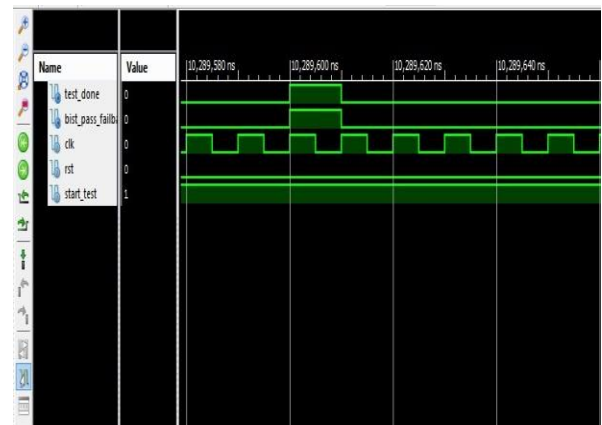 Name Value 10,289,580 ns 10,289,600 ns 10,289,620 ns 10,289,640 ns
test_done 0
bist_pass_failba 0
clk 0
rst 0
start_test 1